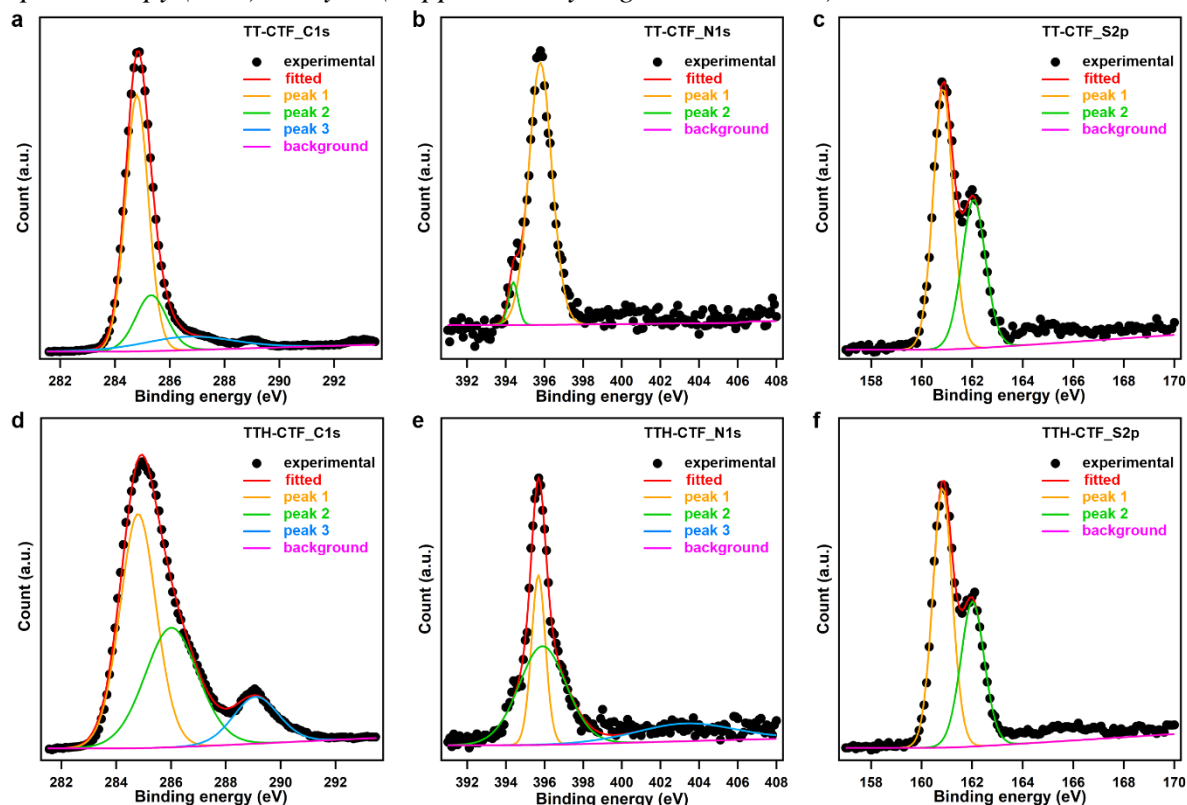 a
TT-CTF_C1s
experimental
fitted
peak 1
peak 2
peak 3
background
Count (a.u.)
282 284 286 288 290 292
Binding energy (eV)
b
TT-CTF_N1s
experimental
fitted
peak 1
peak 2
background
Count (a.u.)
392 394 396 398 400 402 404 406 408
Binding energy (eV)
c
TT-CTF_S2p
experimental
fitted
peak 1
peak 2
background
Count (a.u.)
158 160 162 164 166 168 170
Binding energy (eV)
d
TTH-CTF_C1s
experimental
fitted
peak 1
peak 2
peak 3
background
Count (a.u.)
282 284 286 288 290 292
Binding energy (eV)
e
TTH-CTF_N1s
experimental
fitted
peak 1
peak 2
peak 3
background
Count (a.u.)
392 394 396 398 400 402 404 406 408
Binding energy (eV)
f
TTH-CTF_S2p
experimental
fitted
peak 1
peak 2
background
Count (a.u.)
158 160 162 164 166 168 170
Binding energy (eV)